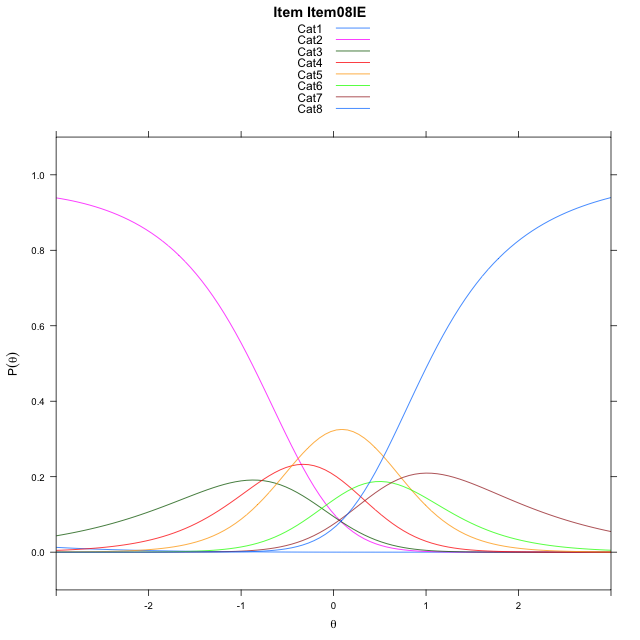 Item Item08IE
Cat1
Cat2
Cat3
Cat4
Cat5
Cat6
Cat7
Cat8
1.0
0.8
0.6
0.4
0.2
0.0
P(θ)
-2 -1 0 1 2
θ